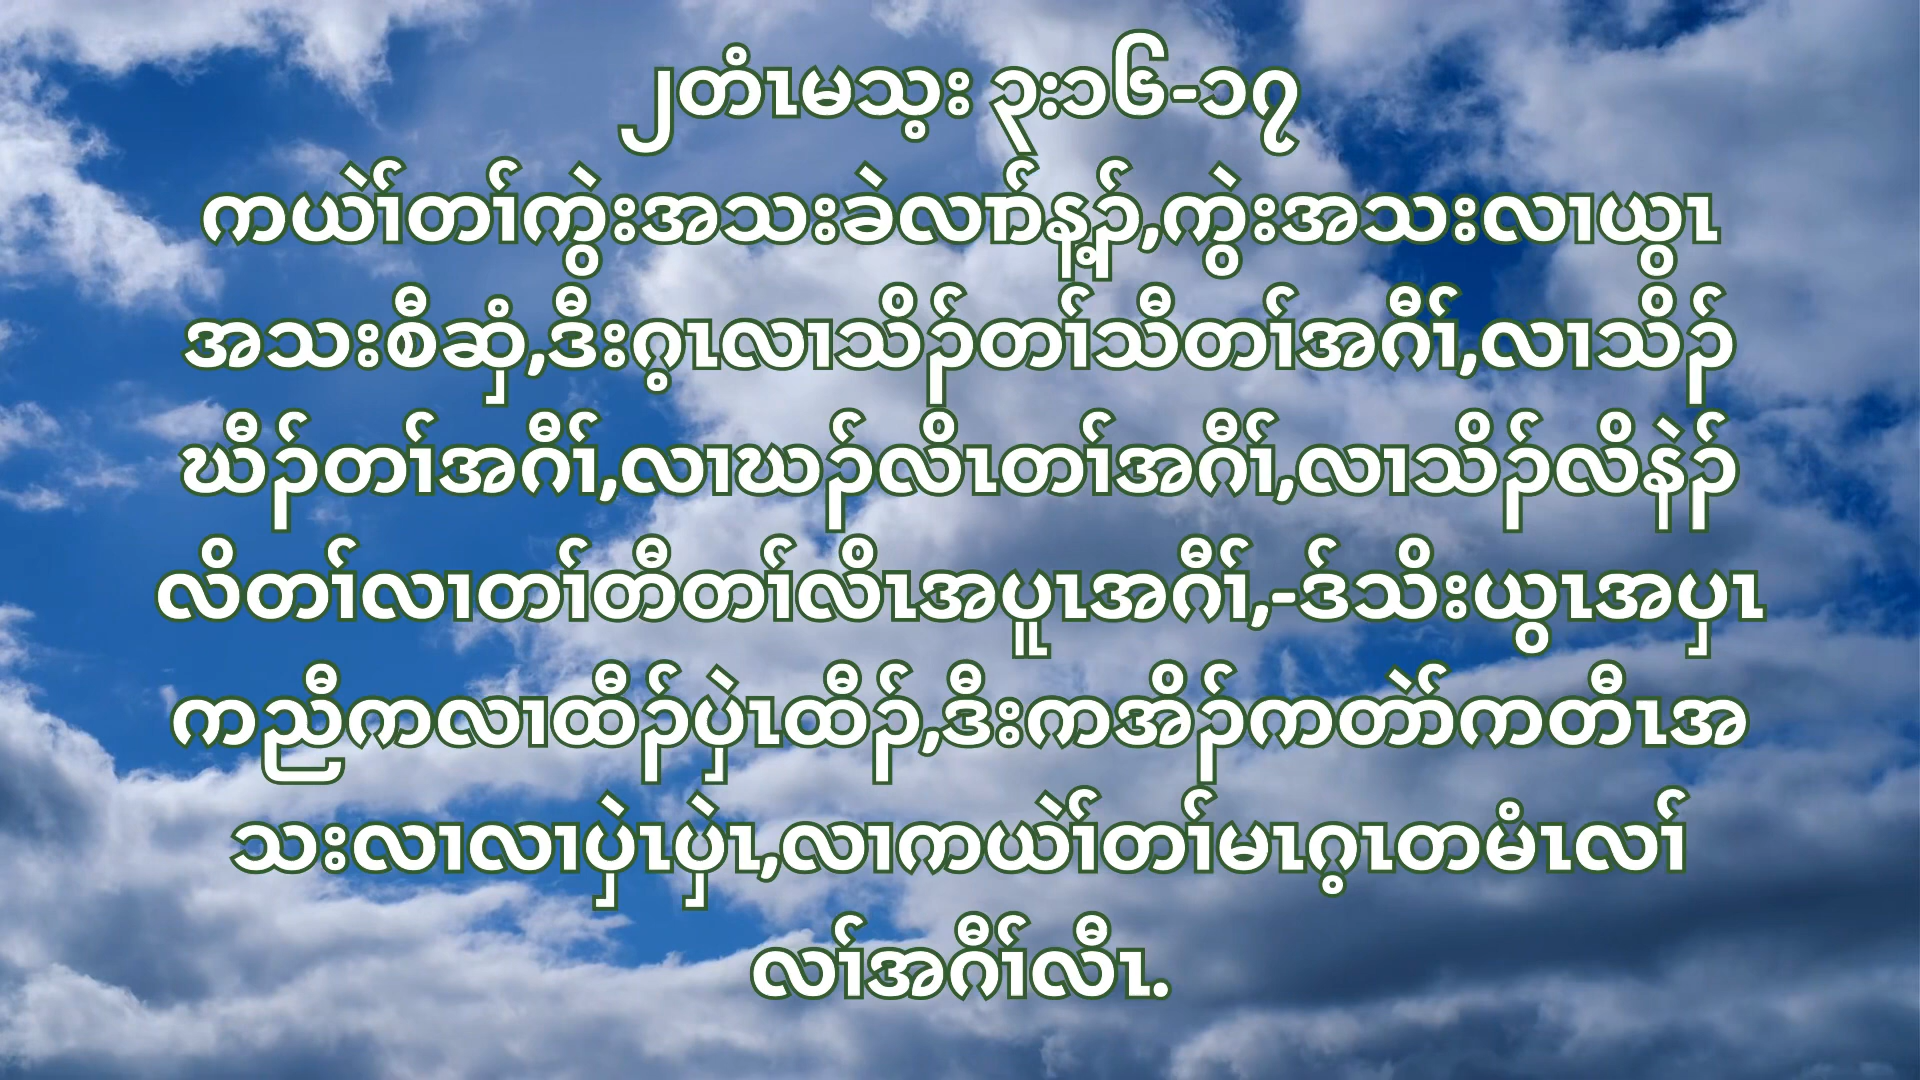 ၂တံၤမသ့း ၃:၁၆-၁၇
ကယဲၢ်တၢ်ကွဲးအသးခဲလၢာ်န့ၣ်,ကွဲးအသးလၢယွၤ
အသးစီဆှံ,ဒီးဂ့ၤလၢသိၣ်တၢ်သီတၢ်အဂီၢ်,လၢသိၣ်
ဃီၣ်တၢ်အဂီၢ်,လၢဃၣ်လိၤတၢ်အဂီၢ်,လၢသိၣ်လိနဲၣ်
လိတၢ်လၢတၢ်တီတၢ်လိၤအပူၤအဂီၢ်,-ဒ်သိးယွၤအပှၤ
ကညီကလၢထီၣ်ပှဲၤထီၣ်,ဒီးကအိၣ်ကတဲာ်ကတီၤအ
သးလၢလၢပှဲၤပှဲၤ,လၢကယဲၢ်တၢ်မၤဂ့ၤတမံၤလၢ်
လၢ်အဂီၢ်လီၤ.